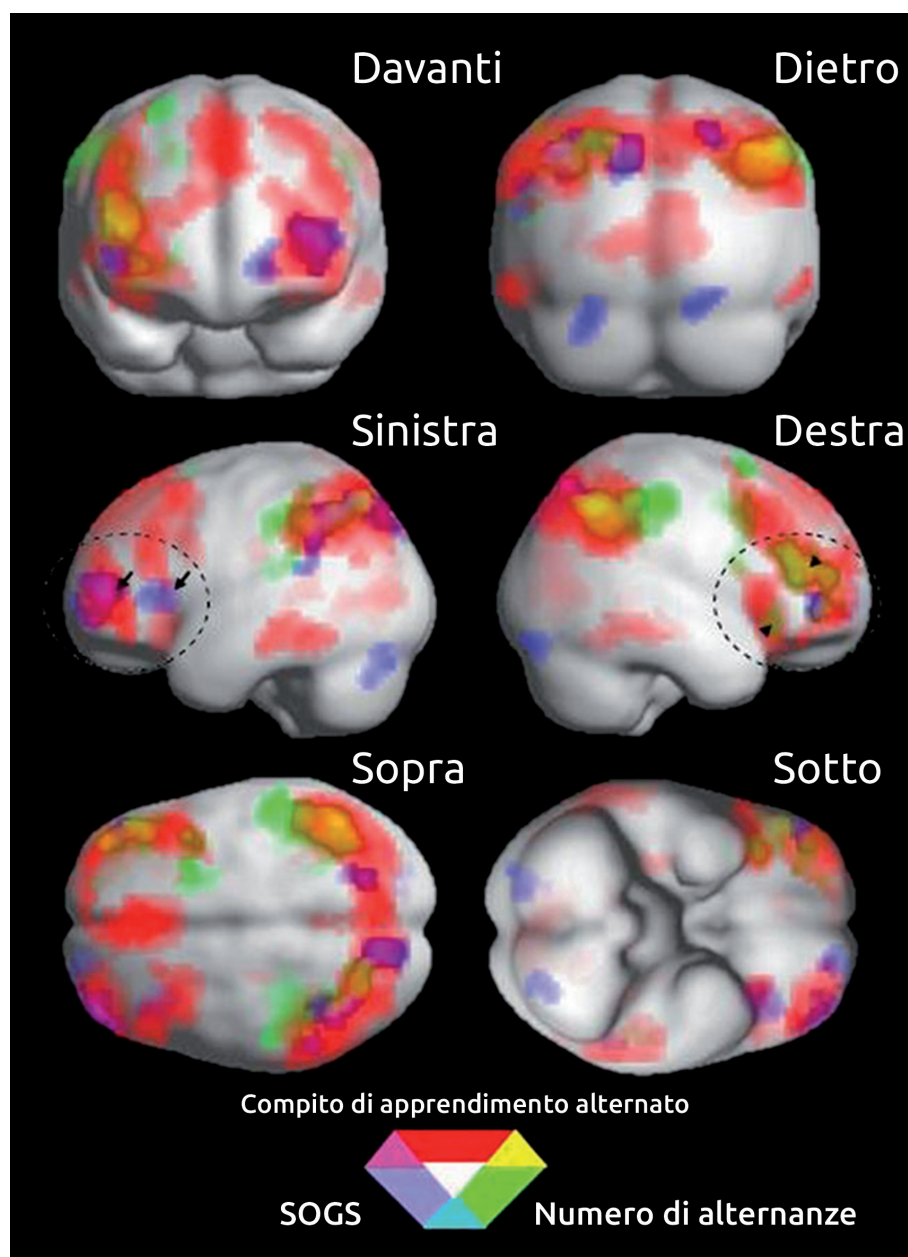 Davanti
Dietro
Sinistra
Destra
Sopra
Sotto
Compito di apprendimento alternato
SOGS
Numero di alternanze